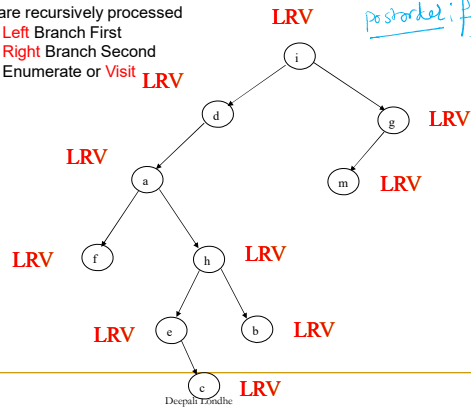 are recursively processed
Left Branch First
Right Branch Second
Enumerate or Visit
LRV
postorder : f
LRV
i
d
g
LRV
LRV
a
m
LRV
LRV
f
h
LRV
LRV
e
b
LRV
c
LRV
Deepali Londhe